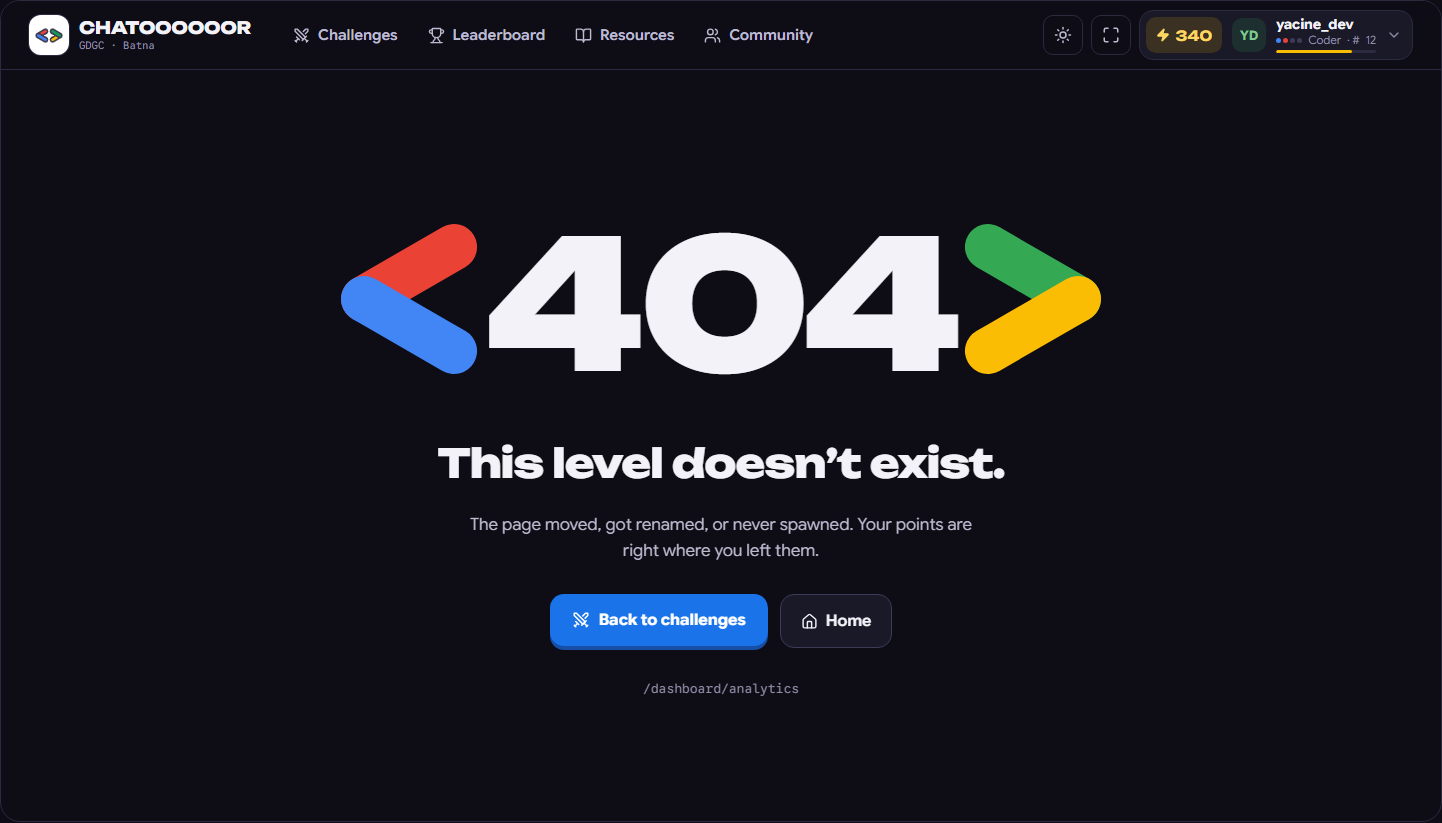 CHATOOOOOOR
GDGC · Batna
Challenges
Leaderboard
Resources
Community
340
YD
yacine_dev
Coder · # 12
<404>
This level doesn’t exist.
The page moved, got renamed, or never spawned. Your points are
right where you left them.
Back to challenges
Home
/dashboard/analytics